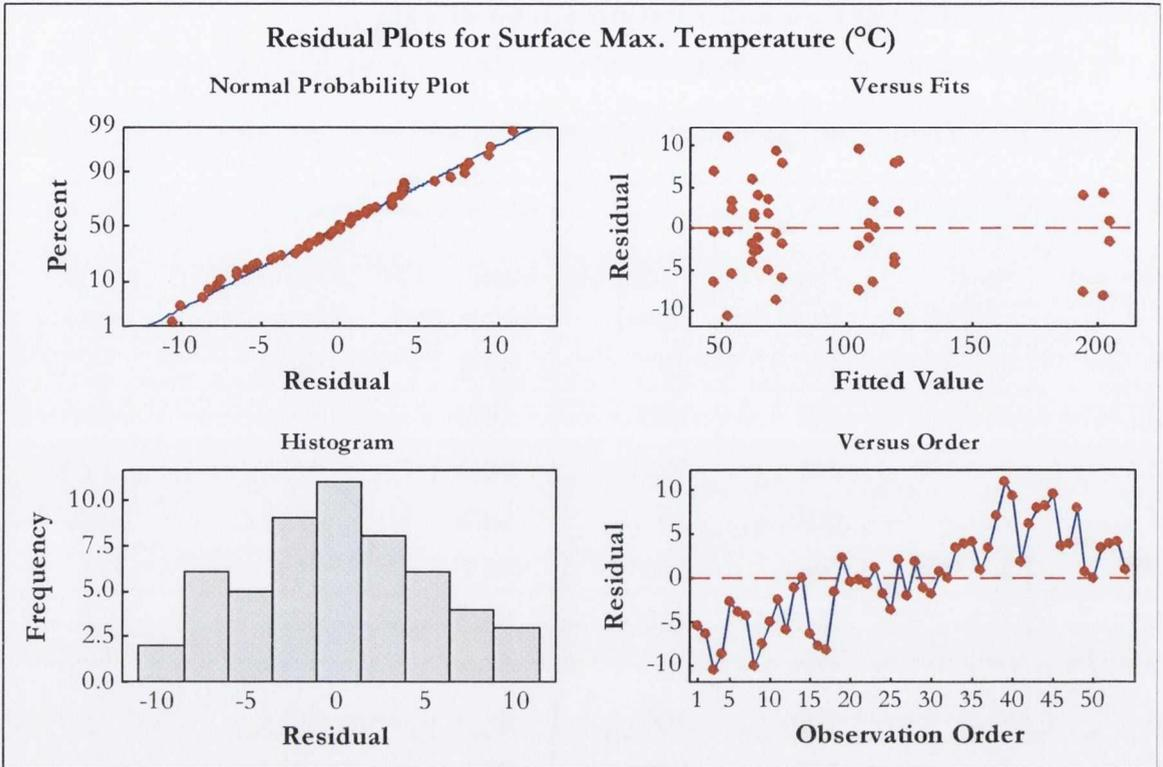 Residual Plots for Surface Max. Temperature (°C)
Normal Probability Plot
Versus Fits
99
90
50
10
1
Percent
-10 -5 0 5 10
Residual
10
5
0
-5
-10
Residual
50 100 150 200
Fitted Value
Histogram
Versus Order
10.0
7.5
5.0
2.5
0.0
Frequency
-10 -5 0 5 10
Residual
10
5
0
-5
-10
Residual
1 5 10 15 20 25 30 35 40 45 50
Observation Order